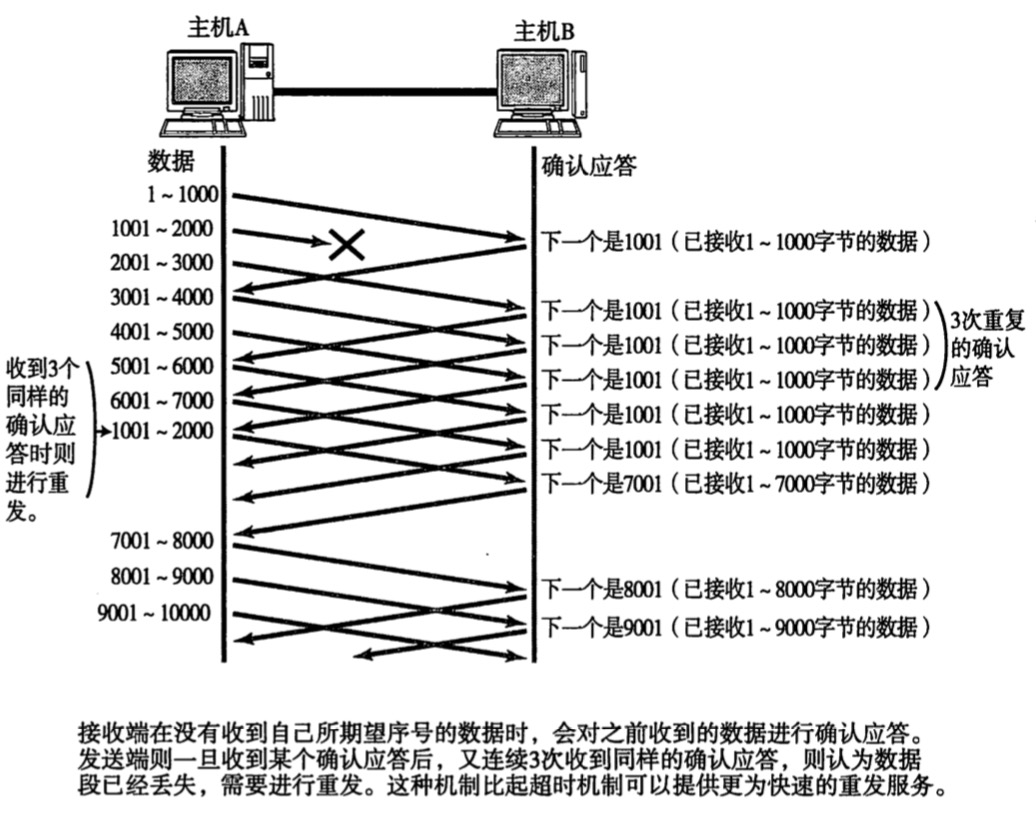 主机A
主机B
数据
确认应答
1～1000
1001～2000
下一个是1001（已接收1～1000字节的数据）
2001～3000
3001～4000
下一个是1001（已接收1～1000字节的数据）
4001～5000
下一个是1001（已接收1～1000字节的数据）
5001～6000
下一个是1001（已接收1～1000字节的数据）
3次重复
的确认
应答
收到3个
同样的
确认应
答时则
进行重
发。
6001～7000
下一个是1001（已接收1～1000字节的数据）
1001～2000
下一个是1001（已接收1～1000字节的数据）
下一个是7001（已接收1～7000字节的数据）
7001～8000
8001～9000
下一个是8001（已接收1～8000字节的数据）
9001～10000
下一个是9001（已接收1～9000字节的数据）
接收端在没有收到自己所期望序号的数据时，会对之前收到的数据进行确认应答。
发送端则一旦收到某个确认应答后，又连续3次收到同样的确认应答，则认为数据
段已经丢失，需要进行重发。这种机制比起超时机制可以提供更为快速的重发服务。